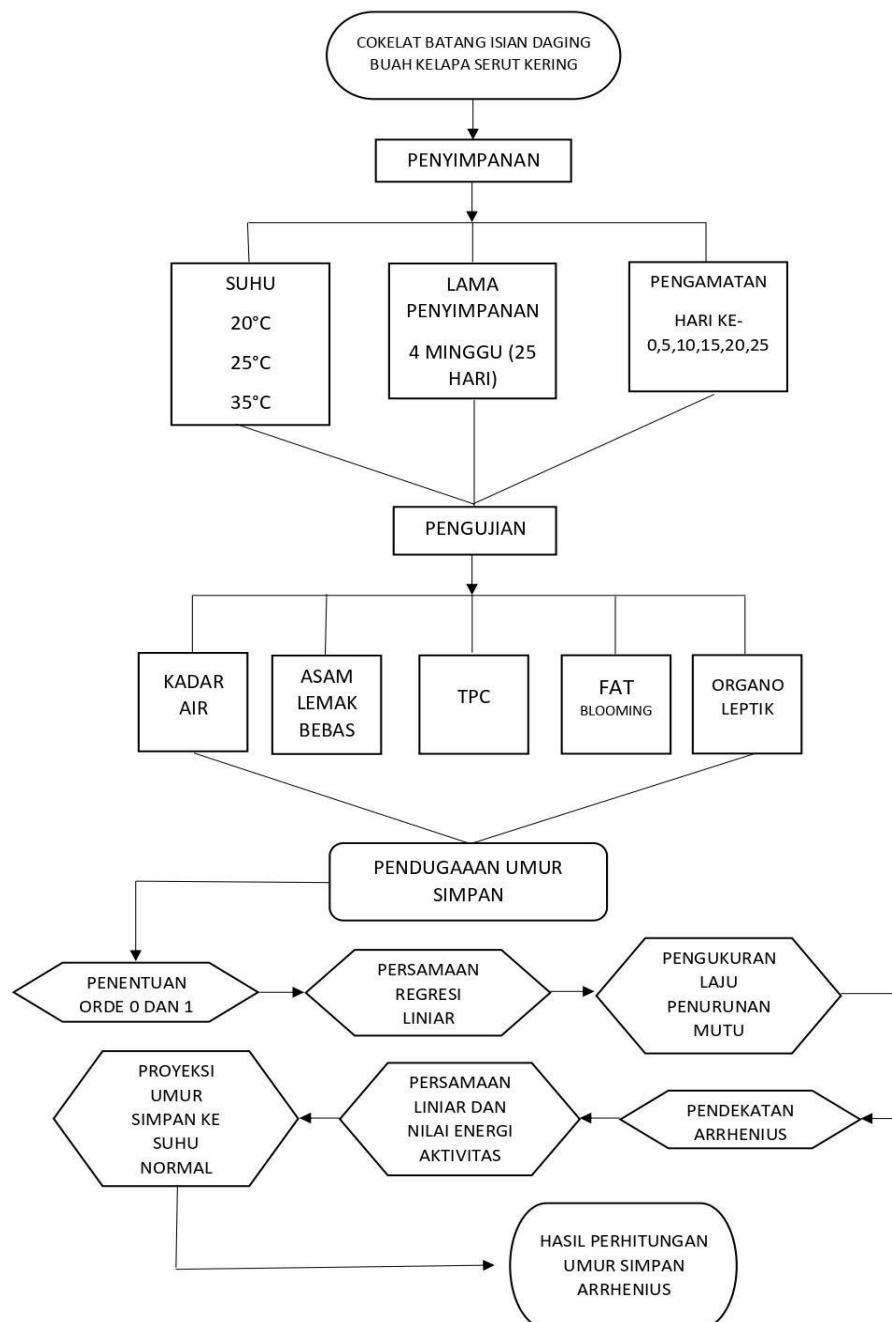 COKELAT BATANG ISIAN DAGING
BUAH KELAPA SERUT KERING
PENYIMPANAN
SUHU
20°C
25°C
35°C
LAMA
PENYIMPANAN
4 MINGGU (25
HARI)
PENGAMATAN
HARI KE-
0,5,10,15,20,25
PENGUJIAN
KADAR
AIR
ASAM
LEMAK
BEBAS
TPC
FAT
BLOOMING
ORGANO
LEPTIK
PENDUGAAAN UMUR
SIMPAN
PENENTUAN
ORDE 0 DAN 1
PERSAMAAN
REGRESI
LINIAR
PENGUKURAN
LAJU
PENURUNAN
MUTU
PENDEKATAN
ARRHENIUS
PERSAMAAN
LINIAR DAN
NILAI ENERGI
AKTIVITAS
PROYEKSI
UMUR
SIMPAN KE
SUHU
NORMAL
HASIL PERHITUNGAN
UMUR SIMPAN
ARRHENIUS